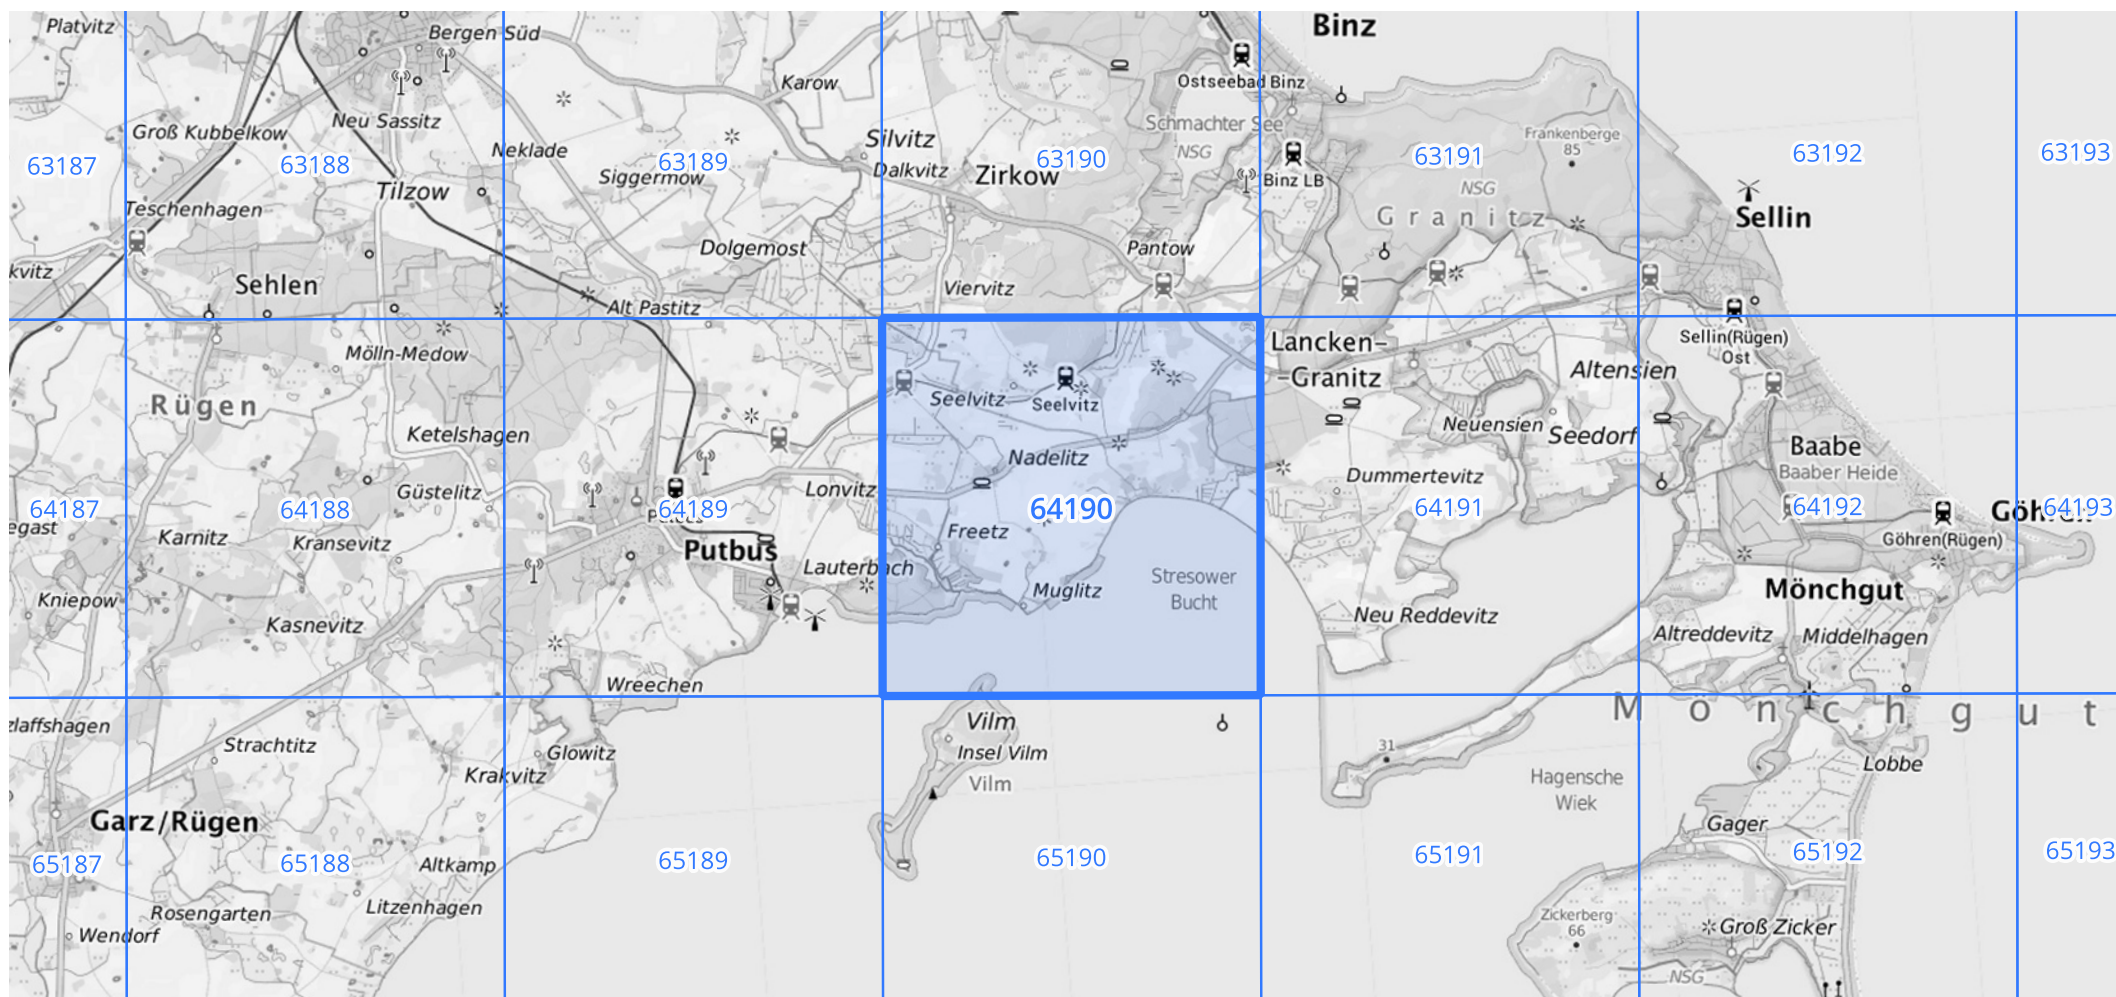 Platvitz
Bergen Süd
Binz
Karow
Ostseebad Binz
Groß Kubbelkow
Neu Sassitz
Silvitz
Schmachter See
Frankenberge
85
Neklade
Dalkvitz
NSG
63187
63188
63189
63190
63191
63192
63193
Siggermow
Zirkow
Binz LB
NSG
Tilzow
Teschenhagen
Granitz
Sellin
Dolgemost
Pantow
kvitz
Sehlen
Viervitz
Alt Pastitz
Sellin(Rügen)
Ost
Mölln-Medow
Lancken-
-Granitz
Altensien
Rügen
Seelvitz
Seelvitz
Ketelshagen
Neuensien
Seedorf
Baabe
Baaber Heide
Nadelitz
Dummertevitz
Güstelitz
Lonvitz
64187
64188
64189
64190
64191
64192
64193
Göhren
egast
Karnitz
Kransevitz
Putbus
Freetz
Göhren(Rügen)
Lauterbach
Stresower
Bucht
Muglitz
Mönchgut
Kniepow
Kasnevitz
Neu Reddevitz
Altreddevitz
Middelhagen
Wreechen
zlaffshagen
Vilm
Mönchgut
Strachtitz
Glowitz
Insel Vilm
31
Krakvitz
Vilm
Hagensche
Wiek
Lobbe
Garz/Rügen
Gager
65187
65188
65189
65190
65191
65192
65193
Altkamp
Rosengarten
Litzenhagen
Zickerberg
66
Wendorf
Groß Zicker
NSG